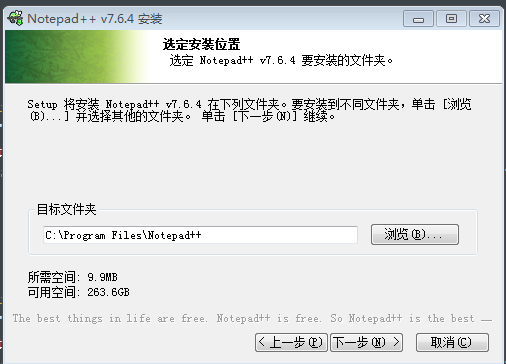 Notepad++ v7.6.4 安装
选定安装位置
选定 Notepad++ v7.6.4 要安装的文件夹。
Setup 将安装 Notepad++ v7.6.4 在下列文件夹。要安装到不同文件夹，单击 [浏览
(B)...] 并选择其他的文件夹。 单击 [下一步(N)] 继续。
目标文件夹
C:\Program Files\Notepad++
浏览(B)...
所需空间: 9.9MB
可用空间: 263.6GB
The best things in life are free. Notepad++ is free. So Notepad++ is the best
< 上一步(P) 下一步(N) > 取消(C)